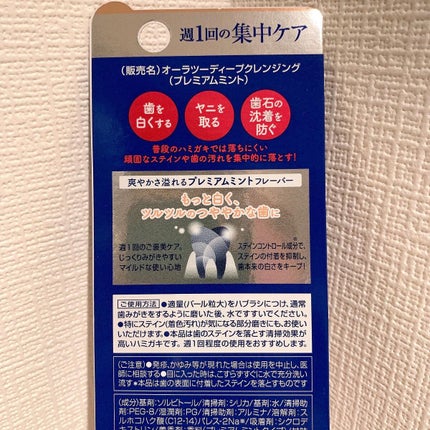 週1回の集中ケア
(販売名)オーラツーディープクレンジング
(プレミアムミント)
歯を
白くする
ヤニを
取る
歯石の
沈着を
防ぐ
普段のハミガキでは落ちにくい
頑固なステインや歯の汚れを集中的に落とす!
爽やかさ溢れるプレミアムミントフレーバー
もっと白く、
ツルツルのつややかな歯に
週1回のご褒美ケア。
じっくりみがきやすい
マイルドな使い心地
ステインコントロール成分で、
ステインの付着を抑制し、
歯本来の白さをキープ!
ご使用方法 ●適量(パール粒大)をハブラシにつけ、通常
歯みがきをするように磨いた後、水ですすいでください。
●特にステイン(着色汚れ)が気になる部分磨きにも、お使い
いただけます。●本品は歯のステインを落とす清掃効果が
高いハミガキです。週1回程度の使用をおすすめします。
〈ご注意〉●発疹、かゆみ等が現れた場合は使用を中止し、医
師に相談する●目に入った時は、こすらずすぐに水で充分洗い
流す*本品は歯の表面に付着したステインを落とすものです
(成分)基剤:ソルビトール/清掃剤:シリカ/基剤:水/清掃助
剤:PEG-8/湿潤剤:PG/清掃助剤:アルミナ/溶解剤:ス
ルホコハク酸(C12-14)パレス-2Na*/吸着剤:シクロデ